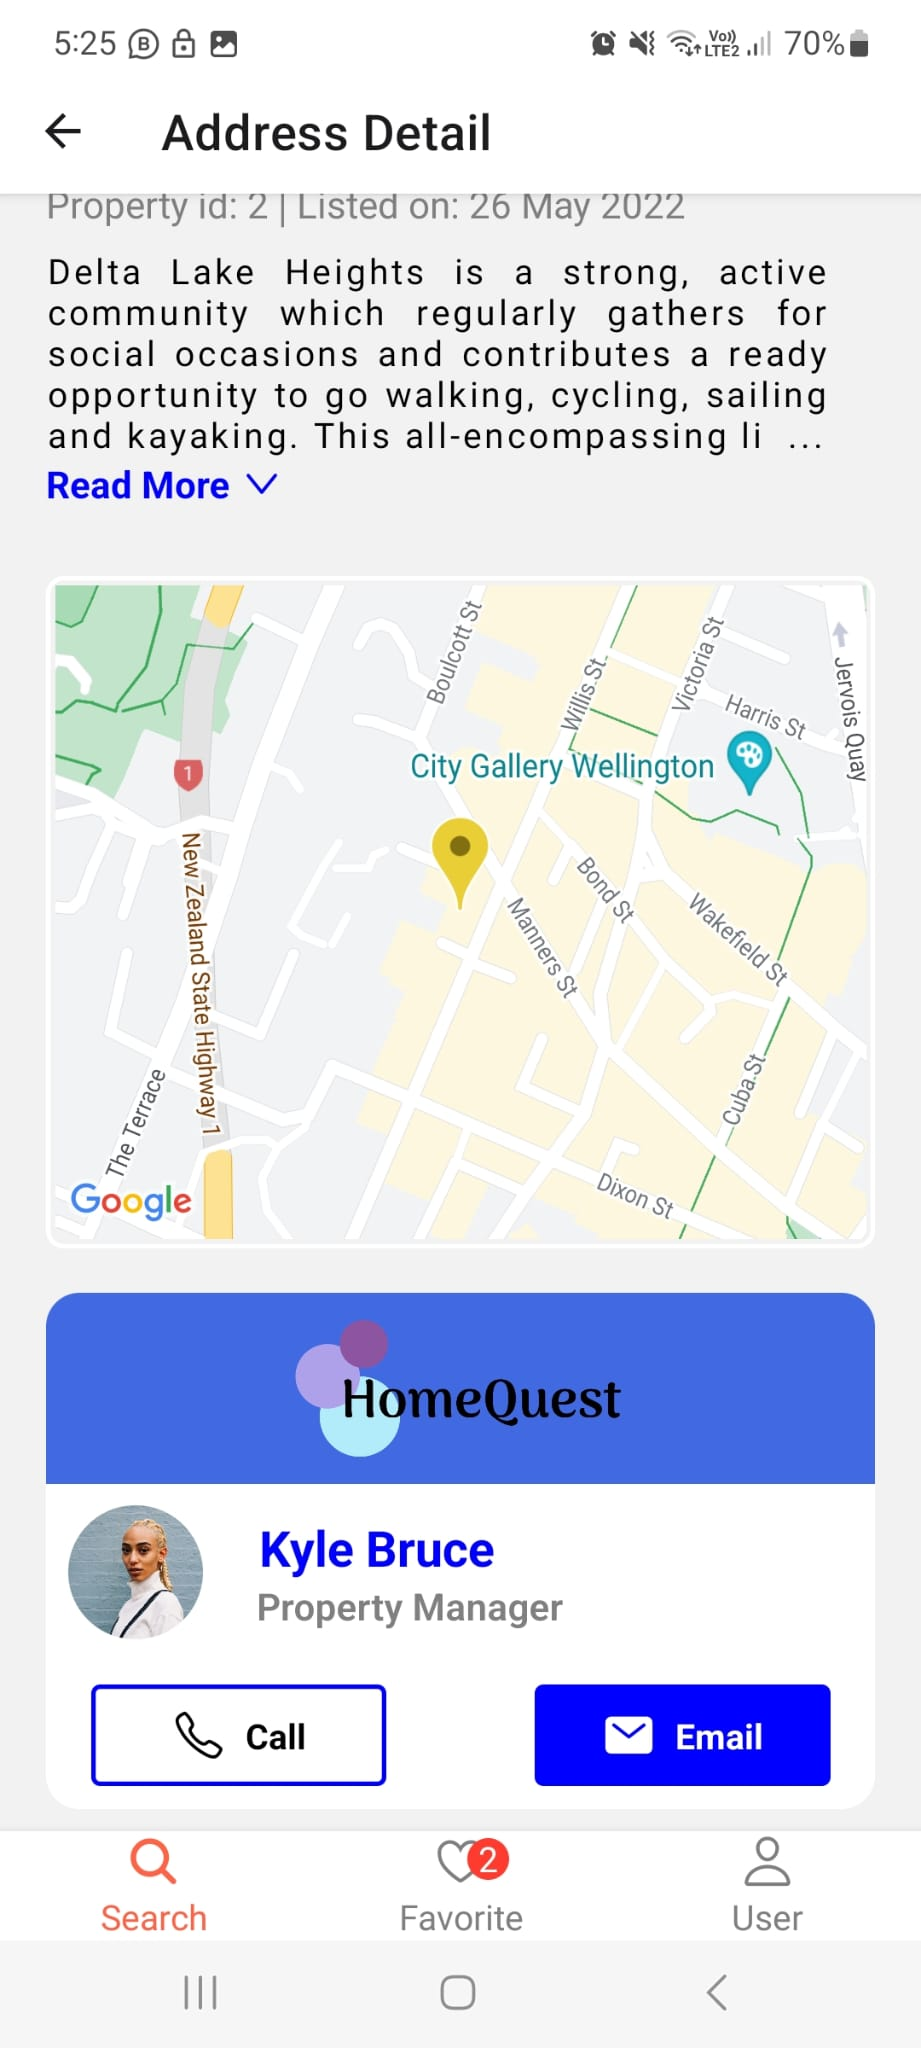 5:25 B Vo)) LTE2 70%
Address Detail
Property id: 2 | Listed on: 26 May 2022
Delta Lake Heights is a strong, active
community which regularly gathers for
social occasions and contributes a ready
opportunity to go walking, cycling, sailing
and kayaking. This all-encompassing li ...
Read More
Boulcott St
Willis St
Victoria St
Harris St
Jervois Quay
City Gallery Wellington
1
New Zealand State Highway 1
Manners St
Bond St
Wakefield St
Cuba St
The Terrace
Dixon St
Google
HomeQuest
Kyle Bruce
Property Manager
Call
Email
2
Search Favorite User